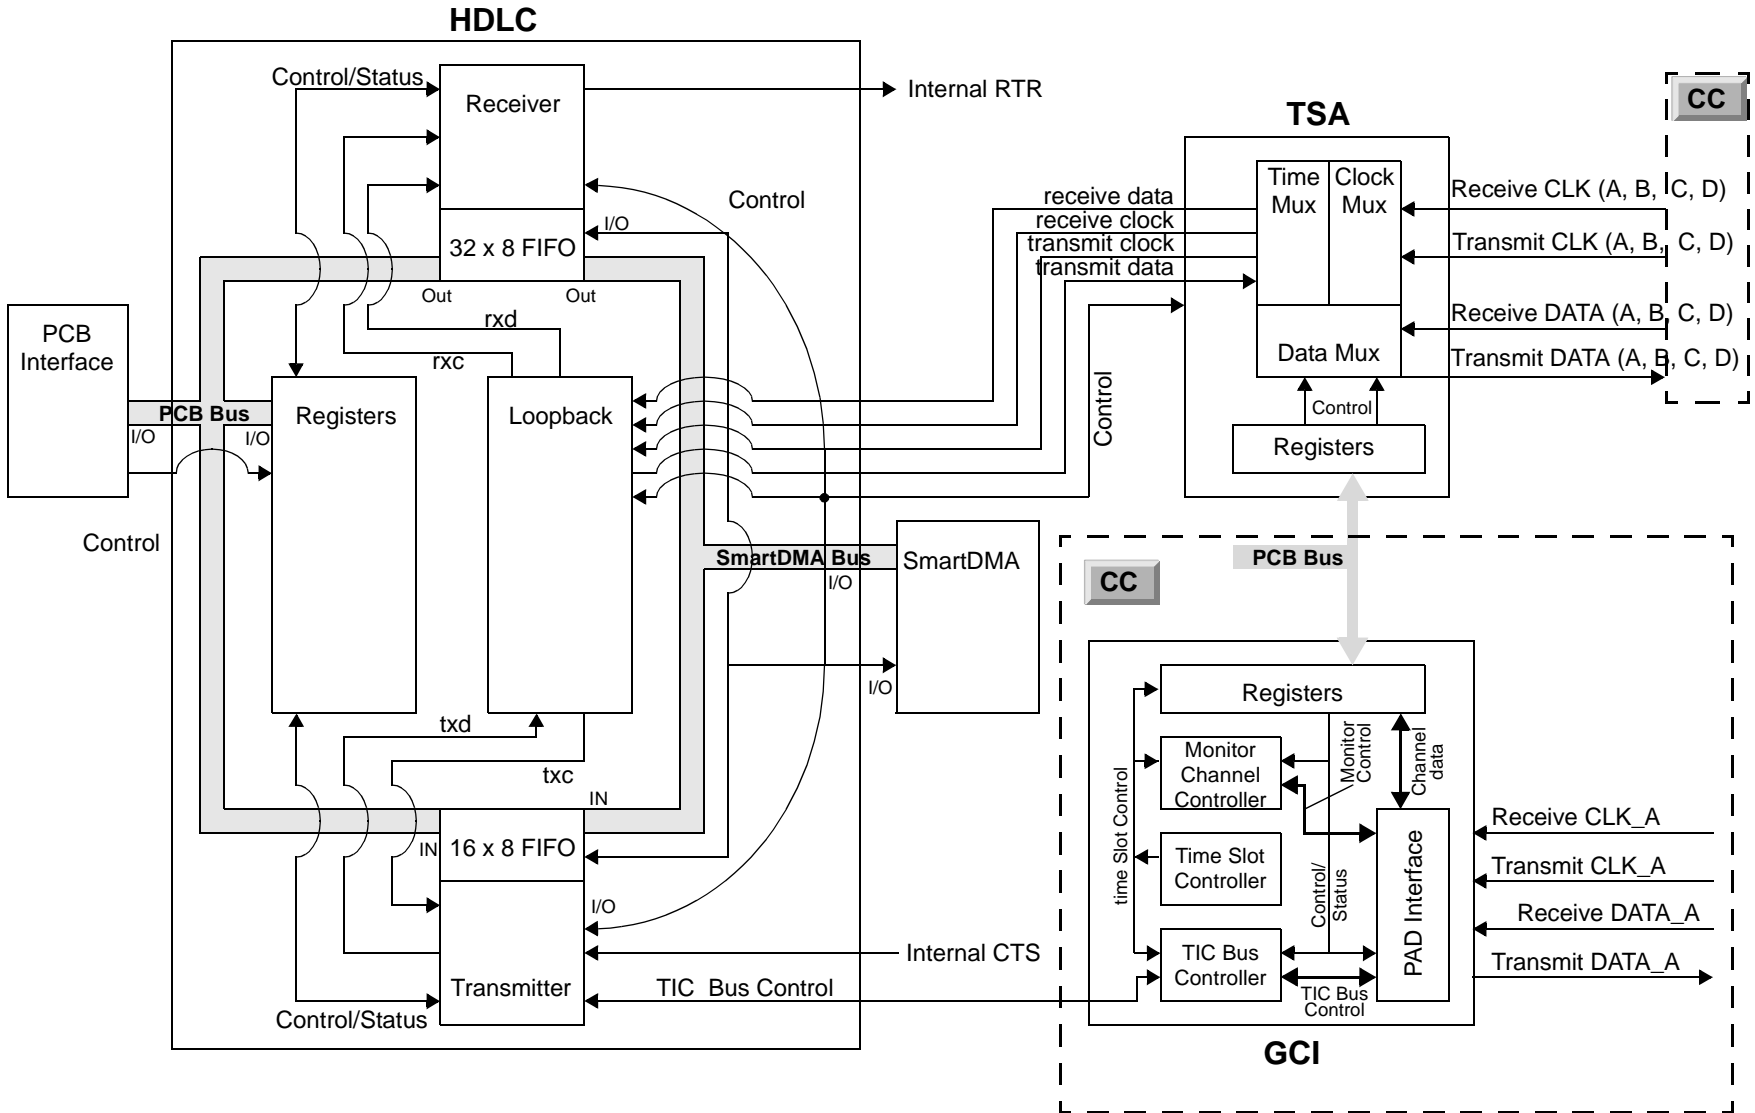 HDLC
Control/Status
Receiver
Internal RTR
CC
TSA
Control
Time
Mux
Clock
Mux
receive data
receive clock
transmit clock
transmit data
Receive CLK (A, B, C, D)
Transmit CLK (A, B, C, D)
Receive DATA (A, B, C, D)
Transmit DATA (A, B, C, D)
I/O
32 x 8 FIFO
Out
Out
rxd
rxc
PCB
Interface
Data Mux
Control
Control
Registers
PCB Bus
I/O
I/O
Registers
Loopback
Control
SmartDMA Bus
I/O
SmartDMA
I/O
PCB Bus
CC
txd
txc
IN
IN
16 x 8 FIFO
I/O
Transmitter
Control/Status
Internal CTS
TIC Bus Control
Registers
Monitor
Control
Channel
data
time Slot Control
Monitor
Channel
Controller
Time Slot
Controller
Control/
Status
TIC Bus
Controller
TIC Bus
Control
PAD Interface
Receive CLK_A
Transmit CLK_A
Receive DATA_A
Transmit DATA_A
GCI